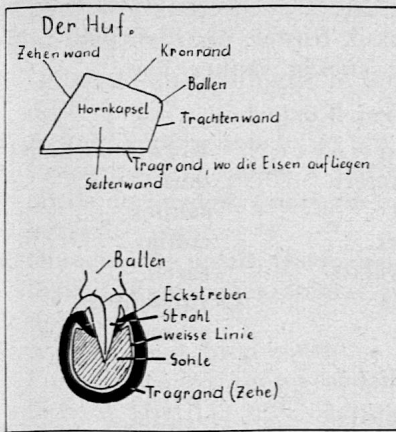 Der Huf.
Zehenwand
Kronrand
Ballen
Hornkapsel
Trachtenwand
Tragrand, wo die Eisen aufliegen
Seitenwand
Ballen
Eckstreben
Strahl
weisse Linie
Sohle
Tragrand (Zehe)